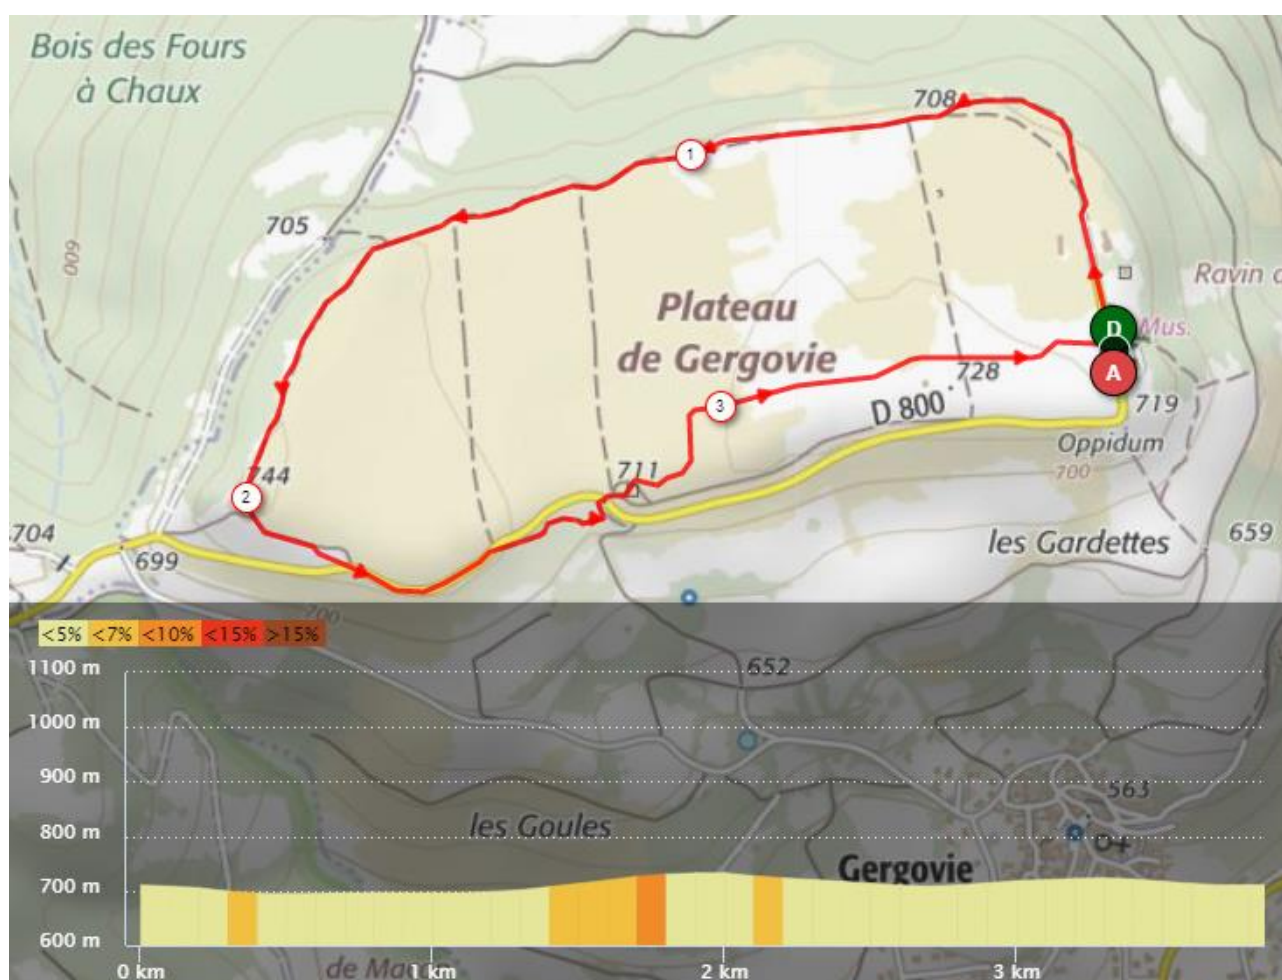 Bois des Fours
à Chaux
708
1
705
600
Ravin
Plateau
de Gergovie
D
Mus.
A
728
3
D 800
719
Oppidum
700
744
2
711
704
699
les Gardettes
659
700
<5% <7% <10% <15% >15%
1100 m
652
1000 m
900 m
563
800 m
les Goules
Gergovie
700 m
600 m
0 km
de
1 km
2 km
3 km